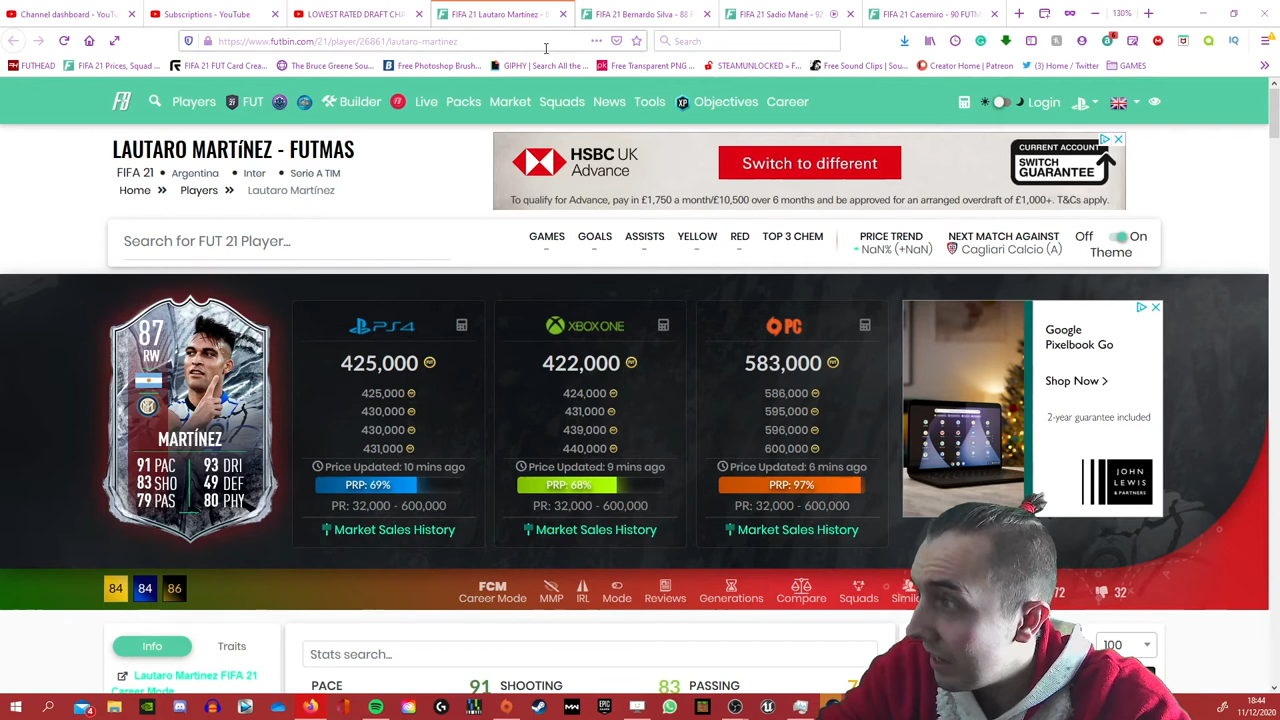 Channel dashboard - YouTu
Subscriptions - YouTube
LOWEST RATED DRAFT CHA
FIFA 21 Lautaro Martínez - 8
FIFA 21 Bernardo Silva - 88 F
FIFA 21 Sadio Mané - 92
FIFA 21 Casemiro - 90 FUTM
130%
https://www.futbin.com/21/player/26861/lautaro-martinez
Search
FUTHEAD
FIFA 21 Prices, Squad ...
FIFA 21 FUT Card Crea...
The Bruce Greene Sou...
Free Photoshop Brush...
GIPHY | Search All the ...
Free Transparent PNG ...
STEAMUNLOCKED » F...
Free Sound Clips | Sou...
Creator Home | Patreon
(3) Home / Twitter
GAMES
Players
FUT
Builder
Live
Packs
Market
Squads
News
Tools
Objectives
Career
Login
LAUTARO MARTíNEZ - FUTMAS
FIFA 21 • Argentina • Inter • Serie A TIM
Home » Players » Lautaro Martínez
HSBC UK
Advance
Switch to different
CURRENT ACCOUNT
SWITCH
GUARANTEE
To qualify for Advance, pay in £1,750 a month/£10,500 over 6 months and be approved for an arranged overdraft of £1,000+. T&Cs apply.
Search for FUT 21 Player...
GAMES
-
GOALS
-
ASSISTS
-
YELLOW
-
RED
-
TOP 3 CHEM
PRICE TREND
NaN% (+NaN)
NEXT MATCH AGAINST
Cagliari Calcio (A)
Off On
Theme
87
RW
MARTÍNEZ
91 PAC 93 DRI
83 SHO 49 DEF
79 PAS 80 PHY
PS4
425,000
425,000
430,000
430,000
431,000
Price Updated: 10 mins ago
PRP: 69%
PR: 32,000 - 600,000
Market Sales History
XBOX ONE
422,000
424,000
431,000
439,000
440,000
Price Updated: 9 mins ago
PRP: 68%
PR: 32,000 - 600,000
Market Sales History
PC
583,000
586,000
595,000
596,000
600,000
Price Updated: 6 mins ago
PRP: 97%
PR: 32,000 - 600,000
Market Sales History
Google
Pixelbook Go
Shop Now >
2-year guarantee included
JOHN
LEWIS
& PARTNERS
84 84 86
FCM
Career Mode
MMP
IRL
Mode
Reviews
Generations
Compare
Squads
72
32
Info
Traits
Lautaro Martinez FIFA 21
Career Mode
Stats search...
100
PACE 91
SHOOTING 83
PASSING
18:44
11/12/2020